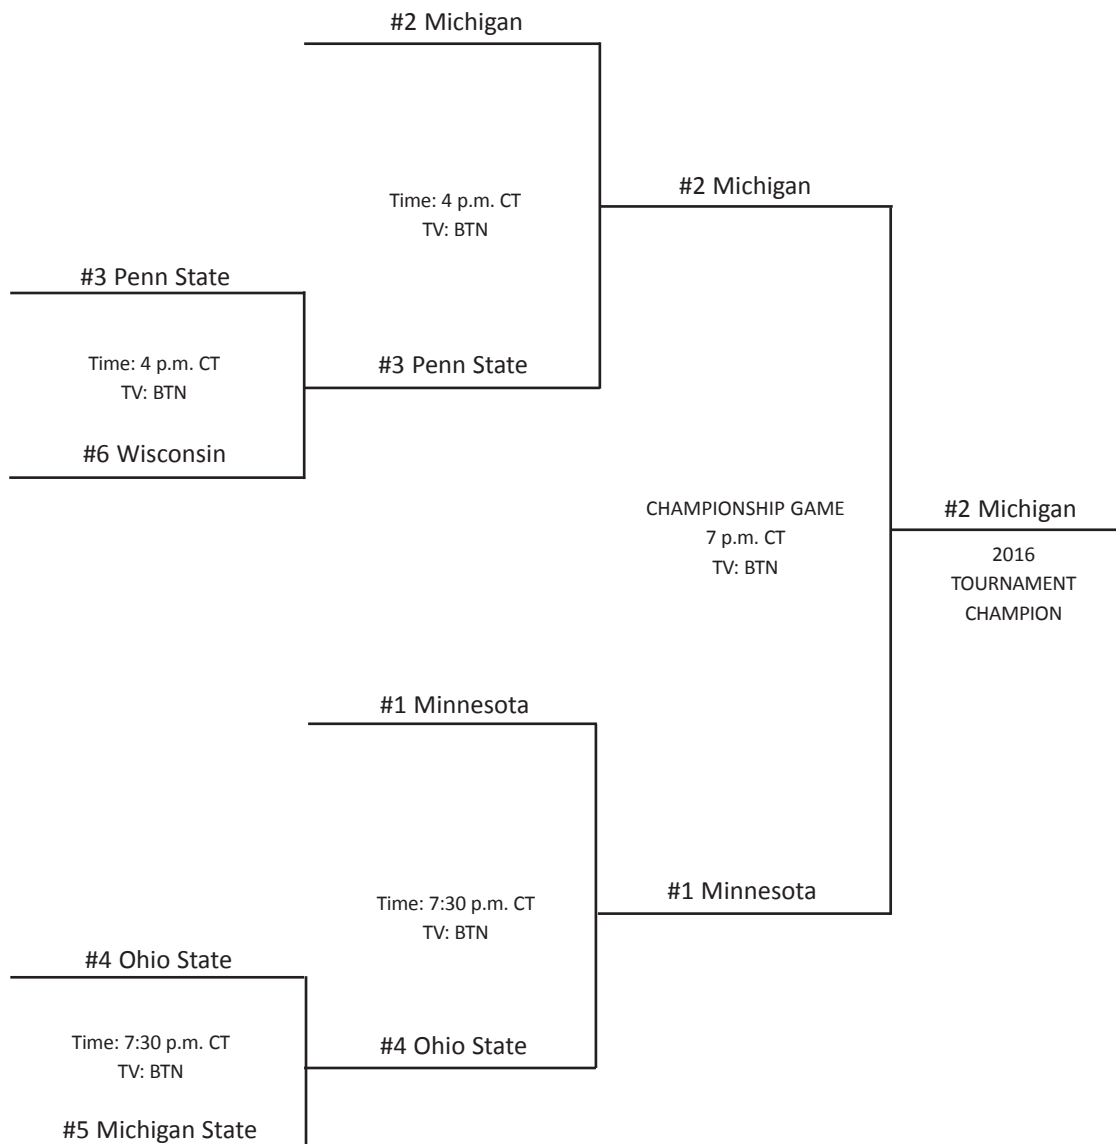 #2 Michigan
Time: 4 p.m. CT
TV: BTN
#2 Michigan
#3 Penn State
Time: 4 p.m. CT
TV: BTN
#3 Penn State
#6 Wisconsin
CHAMPIONSHIP GAME
7 p.m. CT
TV: BTN
#2 Michigan
2016
TOURNAMENT
CHAMPION
#1 Minnesota
Time: 7:30 p.m. CT
TV: BTN
#1 Minnesota
#4 Ohio State
Time: 7:30 p.m. CT
TV: BTN
#4 Ohio State
#5 Michigan State